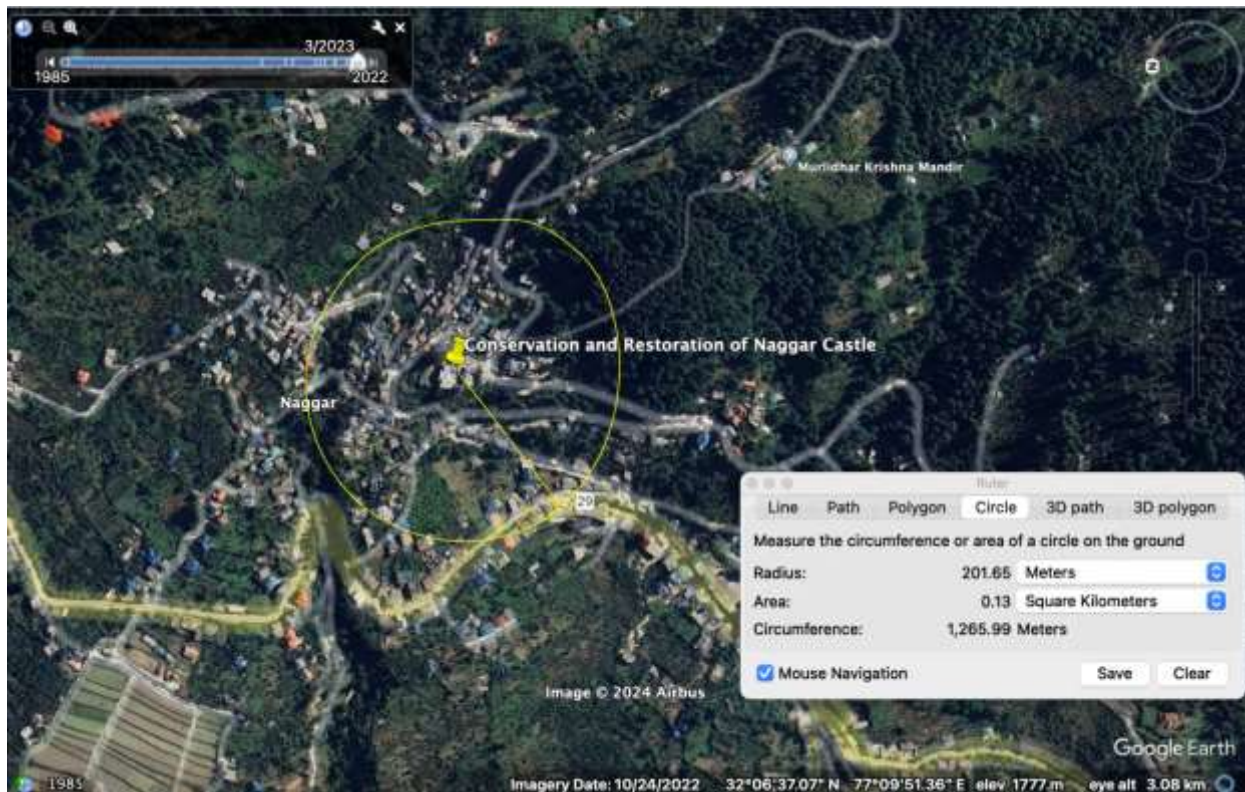 3/2023
1985
2022
Murlidhar Krishna Mandir
Conservation and Restoration of Naggar Castle
Naggar
29
Ruler
Line Path Polygon Circle 3D path 3D polygon
Measure the circumference or area of a circle on the ground
Radius: 201.65 Meters
Area: 0.13 Square Kilometers
Circumference: 1,265.99 Meters
Mouse Navigation Save Clear
Image © 2024 Airbus
Google Earth
1985 Imagery Date: 10/24/2022 32°06'37.07" N 77°09'51.36" E elev 1777 m eye alt 3.08 km